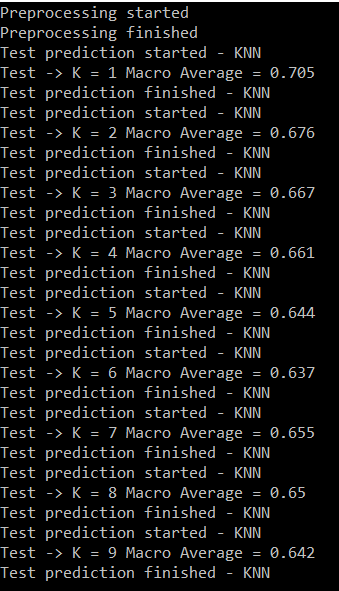 Preprocessing started
Preprocessing finished
Test prediction started - KNN
Test -> K = 1 Macro Average = 0.705
Test prediction finished - KNN
Test prediction started - KNN
Test -> K = 2 Macro Average = 0.676
Test prediction finished - KNN
Test prediction started - KNN
Test -> K = 3 Macro Average = 0.667
Test prediction finished - KNN
Test prediction started - KNN
Test -> K = 4 Macro Average = 0.661
Test prediction finished - KNN
Test prediction started - KNN
Test -> K = 5 Macro Average = 0.644
Test prediction finished - KNN
Test prediction started - KNN
Test -> K = 6 Macro Average = 0.637
Test prediction finished - KNN
Test prediction started - KNN
Test -> K = 7 Macro Average = 0.655
Test prediction finished - KNN
Test prediction started - KNN
Test -> K = 8 Macro Average = 0.65
Test prediction finished - KNN
Test prediction started - KNN
Test -> K = 9 Macro Average = 0.642
Test prediction finished - KNN